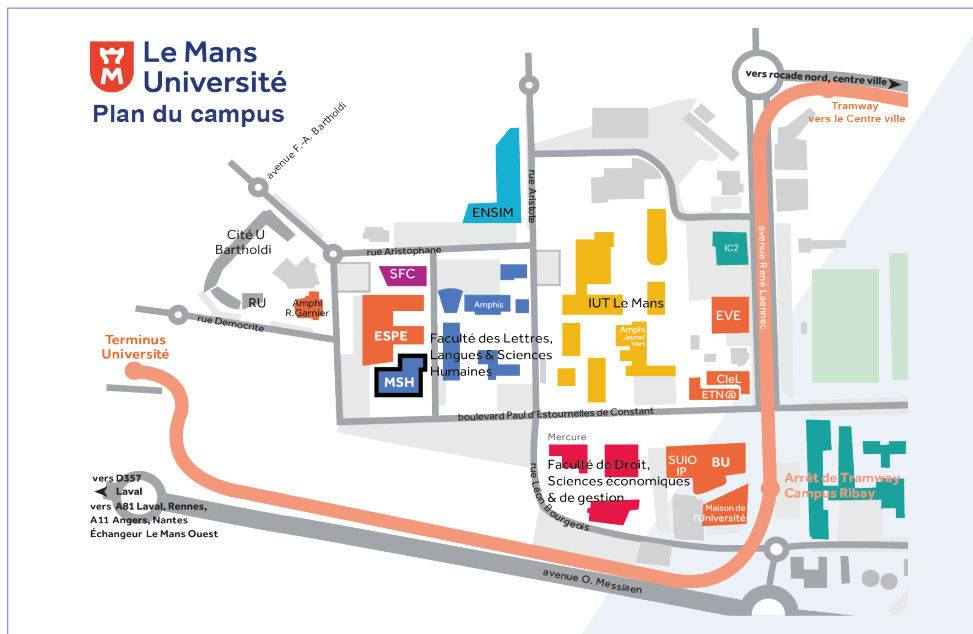 Le Mans
Université
Plan du campus
vers rocade nord, centre ville
Tramway
vers le Centre ville
avenue F.-A. Bartholdi
rue Aristote
ENSIM
Cité U
Bartholdi
rue Aristophane
avenue René Laennec
IC2
SFC
RU
Amphi
R.Garnier
Amphis
IUT Le Mans
EVE
rue Démocrite
ESPE
Amphi
Jaune/
Vert
Terminus
Université
Faculté des Lettres,
Langues & Sciences
Humaines
MSH
CIeL
ETN@
boulevard Paul d'Estournelles de Constant
Mercure
Faculté de Droit,
Sciences économiques
& de gestion
SUIO
IP
BU
rue Léon Bourgeois
Maison de
l'Université
Arrêt de Tramway
Campus Ribay
vers D357
Laval
vers A81 Laval, Rennes,
A11 Angers, Nantes
Échangeur Le Mans Ouest
avenue O. Messiaen